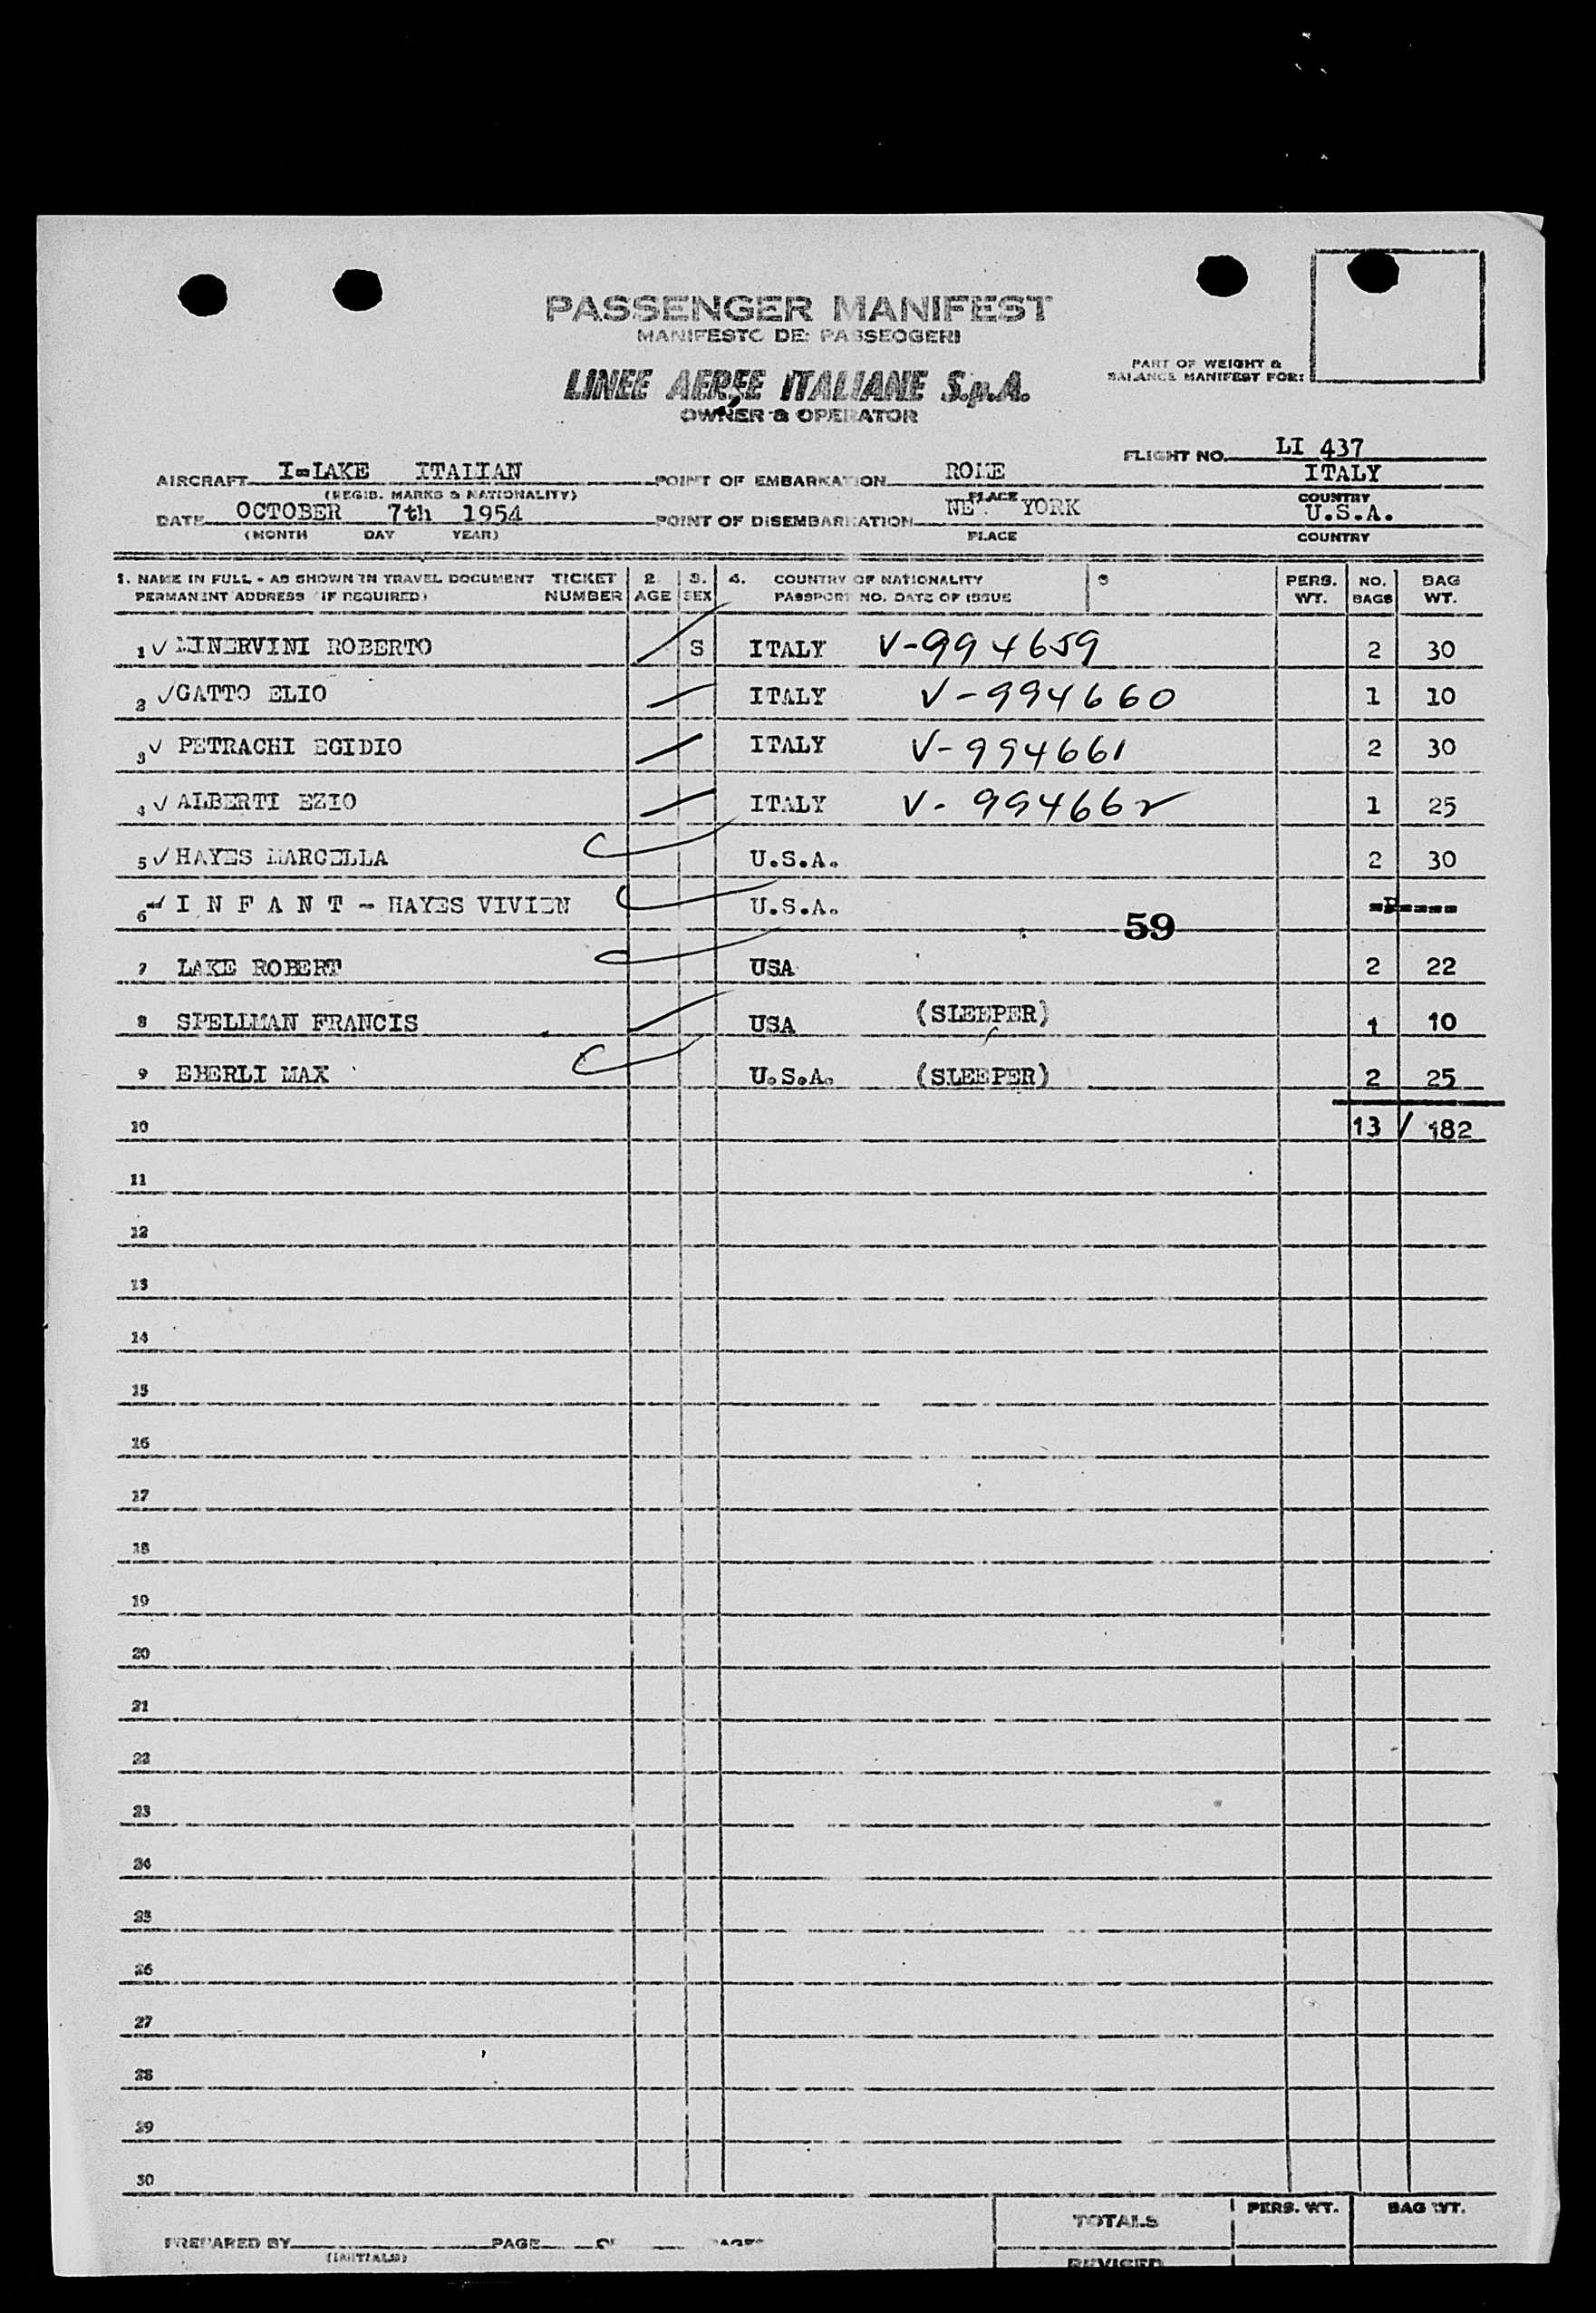 PASSENGER MANIFEST
MANIFESTO DEI PASSEGGERI
LINEE AEREE ITALIANE S.p.A.
OWNER & OPERATOR
PART OF WEIGHT &
BALANCE MANIFEST FOR:
FLIGHT NO. LI 437
AIRCRAFT I-LAKE ITALIAN POINT OF EMBARKATION ROME ITALY
(REGIS. MARKS & NATIONALITY) PLACE COUNTRY
DATE OCTOBER 7th 1954 POINT OF DISEMBARKATION NEW YORK U.S.A.
(MONTH DAY YEAR) PLACE COUNTRY
1. NAME IN FULL - AS SHOWN IN TRAVEL DOCUMENT TICKET 2. 3. 4. COUNTRY OF NATIONALITY 5 PERS. NO. BAG
PERMANENT ADDRESS (IF REQUIRED) NUMBER AGE SEX PASSPORT NO. DATE OF ISSUE WT. BAGS WT.
1 ✓ MINERVINI ROBERTO S ITALY V-994659 2 30
2 ✓ GATTO ELIO ITALY V-994660 1 10
3 ✓ PETRACHI EGIDIO ITALY V-994661 2 30
4 ✓ ALBERTI EZIO ITALY V-994662 1 25
5 ✓ HAYES MARCELLA U.S.A. 2 30
6 I N F A N T - HAYES VIVIEN U.S.A.
59
7 LAKE ROBERT USA 2 22
8 SPELLMAN FRANCIS USA (SLEEPER) 1 10
9 EBERLI MAX U.S.A. (SLEEPER) 2 25
10 13 / 182
11
12
13
14
15
16
17
18
19
20
21
22
23
24
25
26
27
28
29
30
TOTALS PERS. WT. BAG WT.
PREPARED BY PAGE OF PAGES
(INITIALS)
REVISED